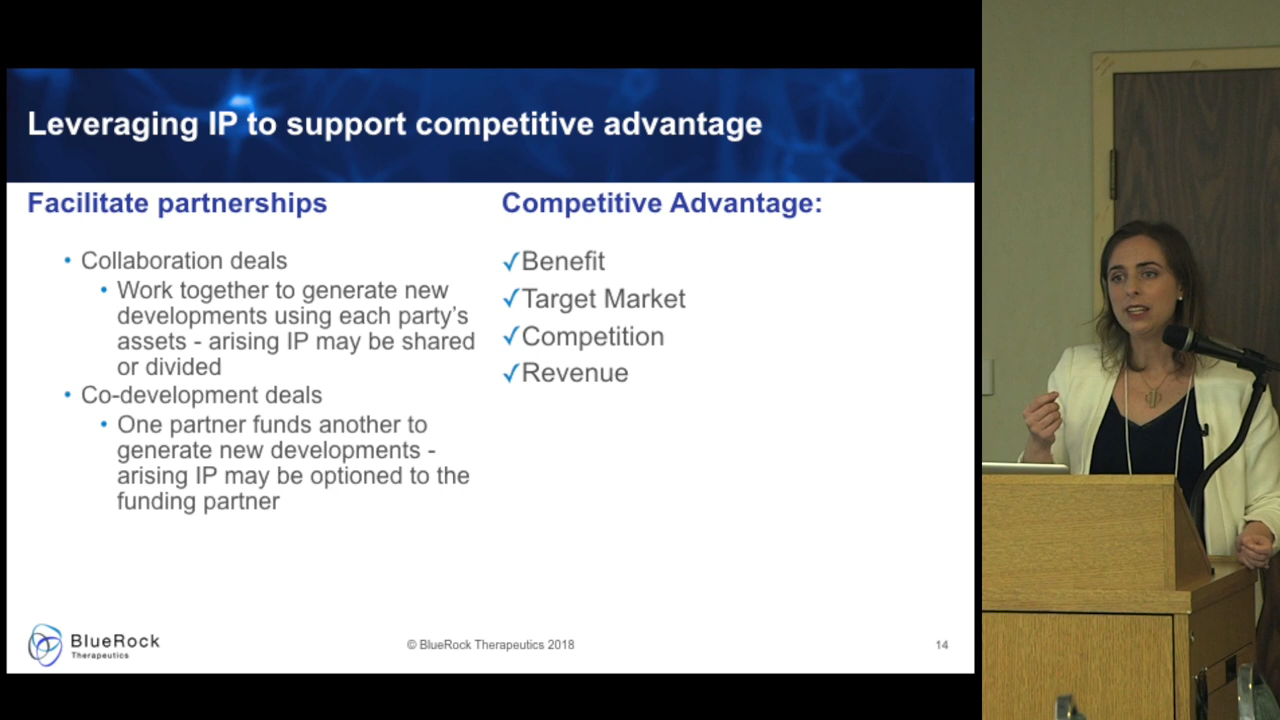 Leveraging IP to support competitive advantage
Facilitate partnerships
• Collaboration deals
• Work together to generate new
developments using each party's
assets - arising IP may be shared
or divided
• Co-development deals
• One partner funds another to
generate new developments -
arising IP may be optioned to the
funding partner
Competitive Advantage:
✓Benefit
✓Target Market
✓Competition
✓Revenue
BlueRock
Therapeutics
© BlueRock Therapeutics 2018
14